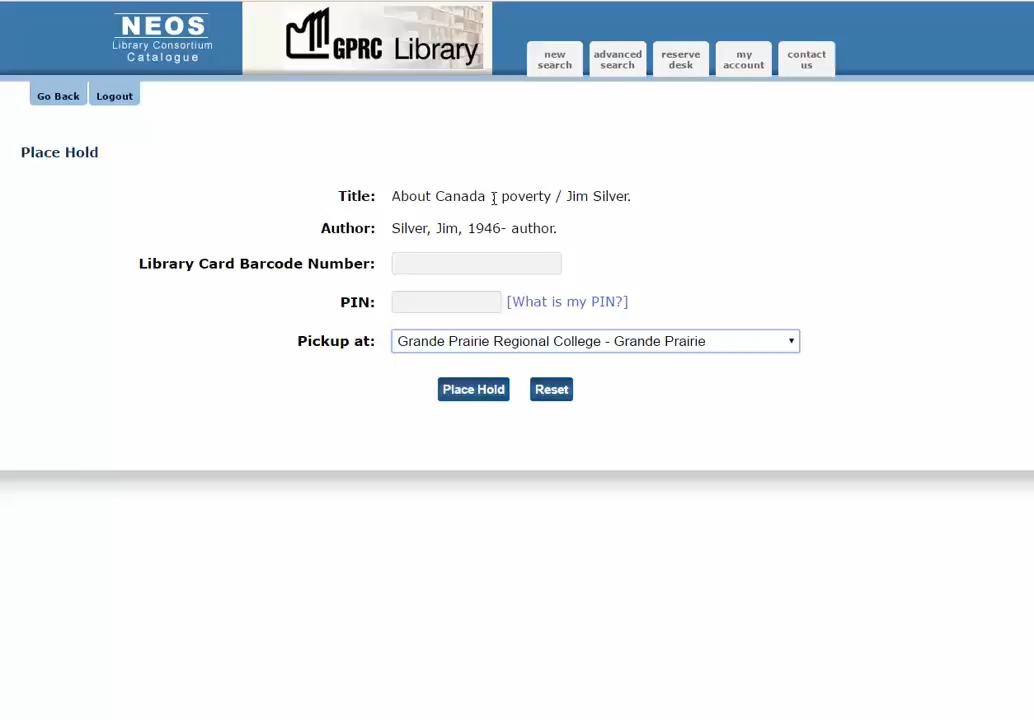 NEOS
Library Consortium
Catalogue
GPRC Library
new search
advanced search
reserve desk
my account
contact us
Go Back
Logout
Place Hold
Title: About Canada poverty / Jim Silver.
Author: Silver, Jim, 1946- author.
Library Card Barcode Number:
PIN: [What is my PIN?]
Pickup at: Grande Prairie Regional College - Grande Prairie
Place Hold Reset